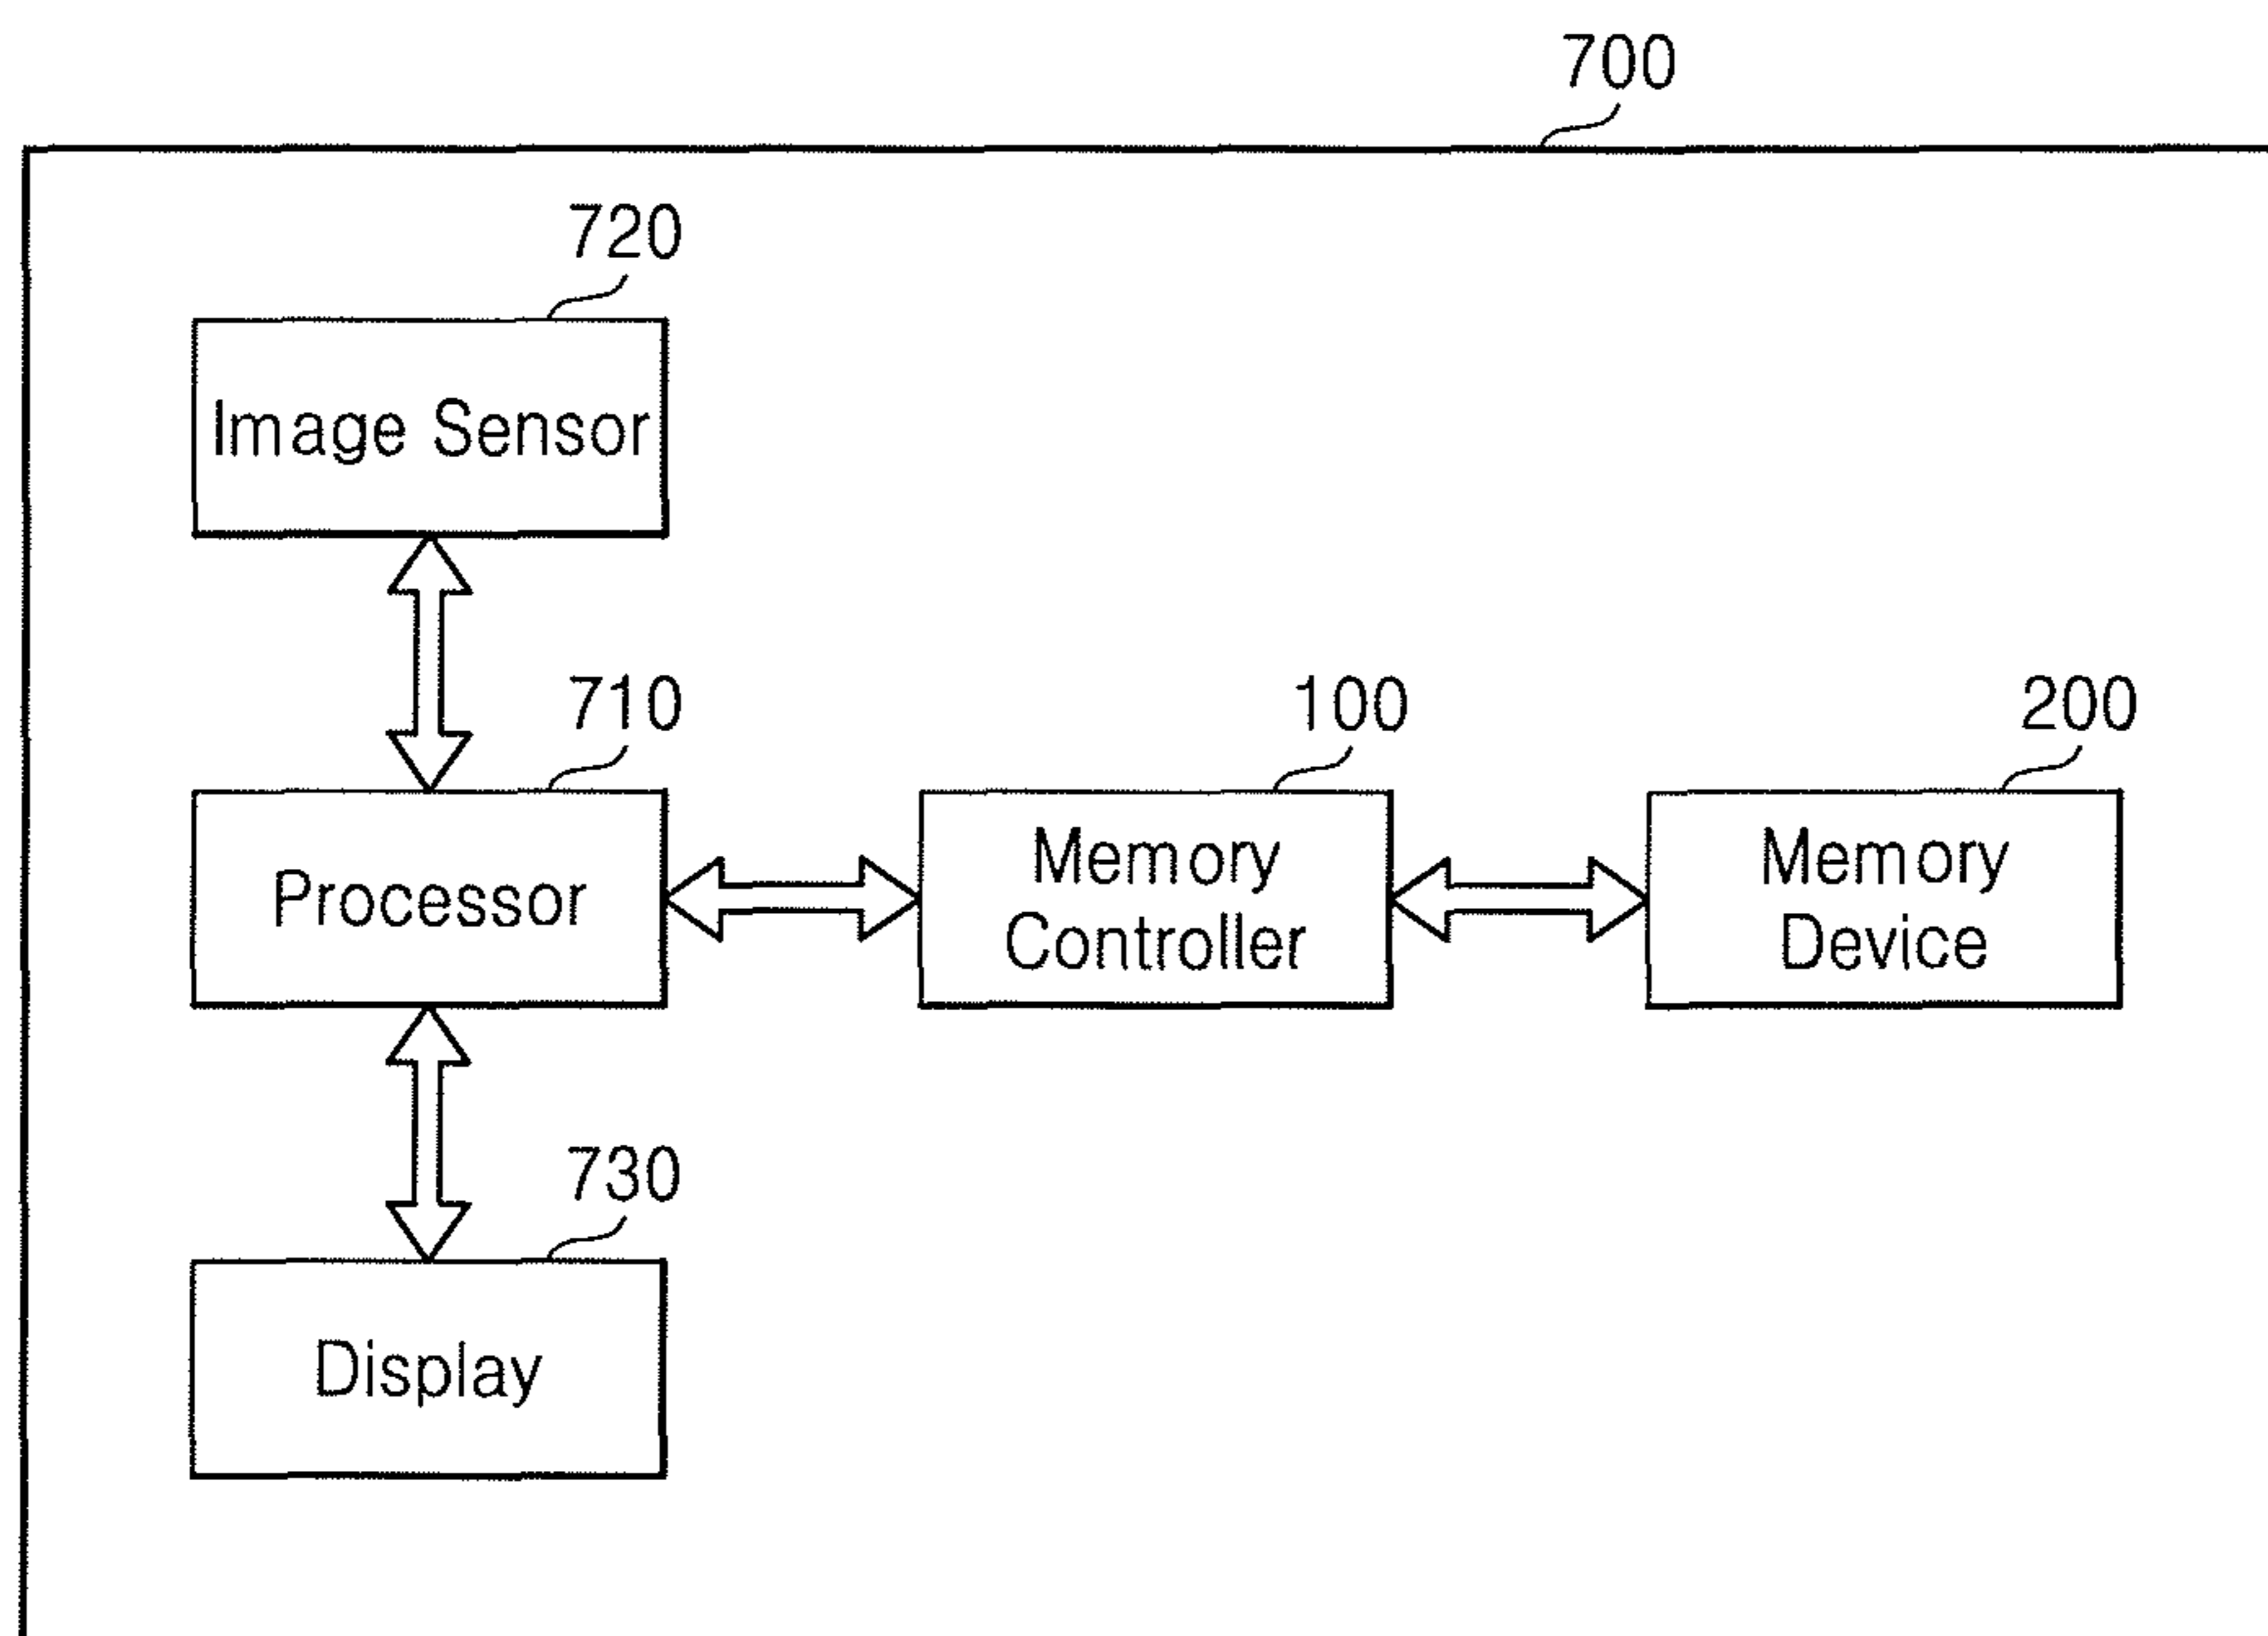 700
720
Image Sensor
710
100
200
Processor
Memory
Controller
Memory
Device
730
Display